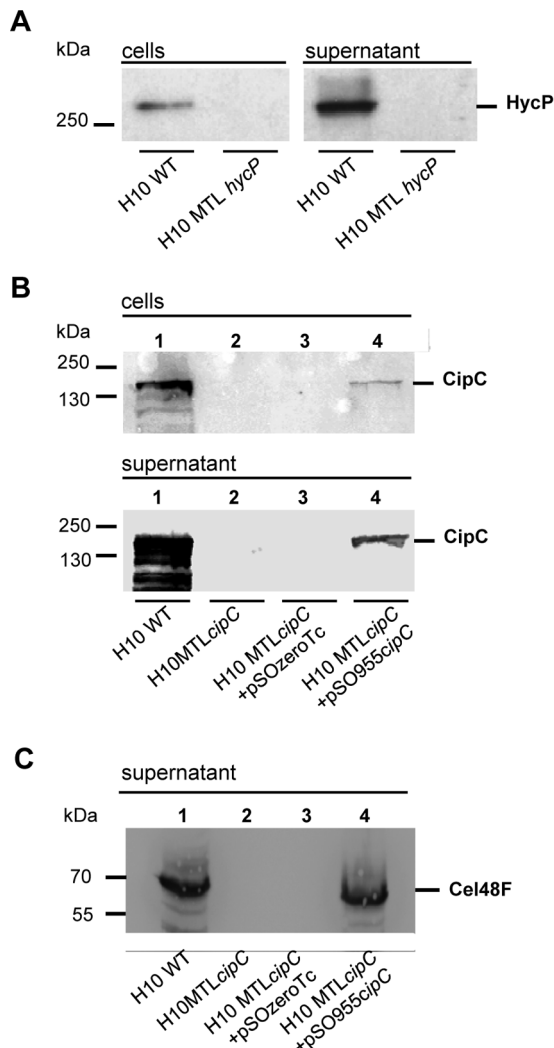 A
kDa cells supernatant
HycP
250
H10 WT H10 MTL hycP H10 WT H10 MTL hycP
B
cells
kDa 1 2 3 4
250
CipC
130
supernatant
1 2 3 4
250
CipC
130
H10 WT H10MTLcipC H10 MTLcipC H10 MTLcipC
+pSOzeroTc +pSO955cipC
C
supernatant
kDa 1 2 3 4
70
Cel48F
55
H10 WT H10MTLcipC H10 MTLcipC H10 MTLcipC
+pSOzeroTc +pSO955cipC